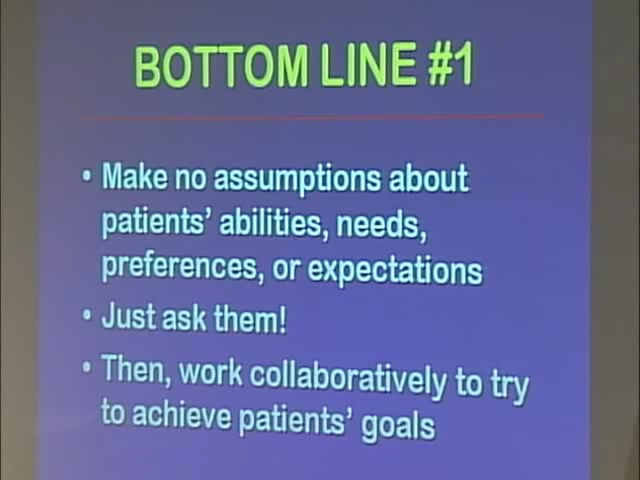 BOTTOM LINE #1
• Make no assumptions about
patients' abilities, needs,
preferences, or expectations
• Just ask them!
• Then, work collaboratively to try
to achieve patients' goals